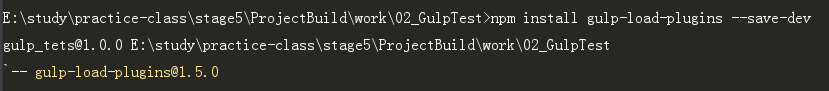 E:\study\practice-class\stage5\ProjectBuild\work\02_GulpTest>npm install gulp-load-plugins --save-dev
gulp_tets@1.0.0 E:\study\practice-class\stage5\ProjectBuild\work\02_GulpTest
`-- gulp-load-plugins@1.5.0